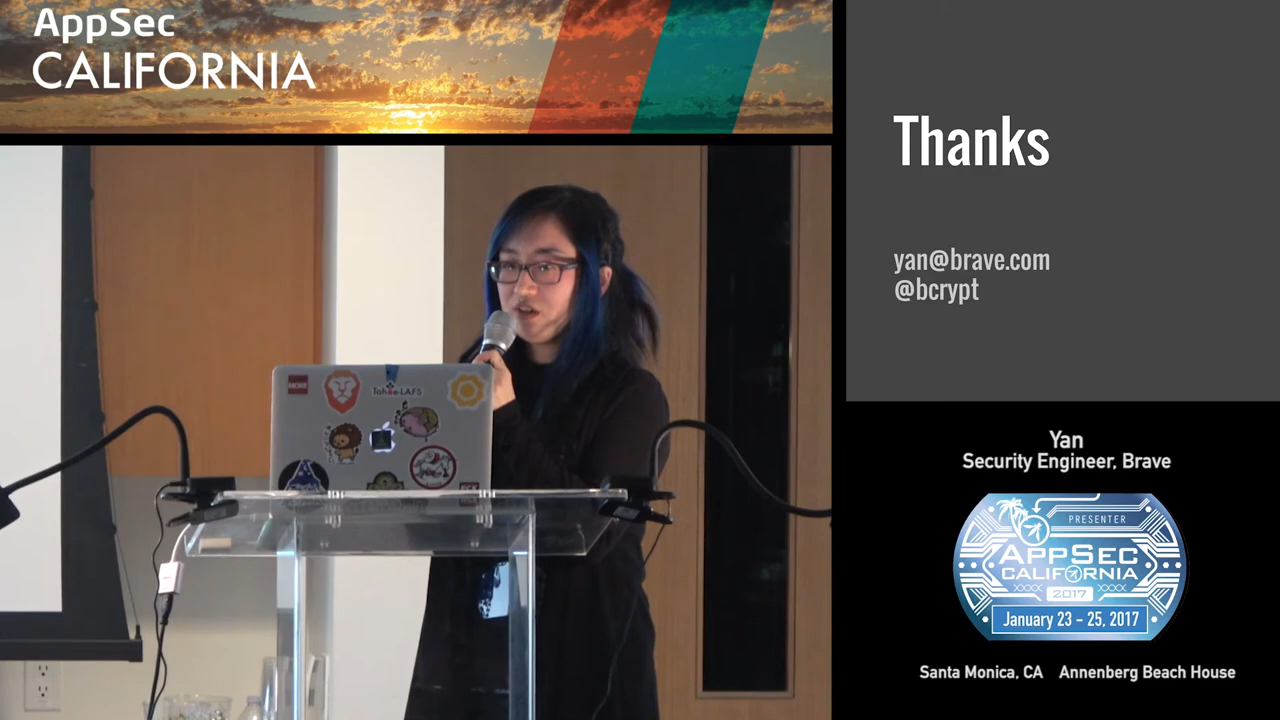 AppSec
CALIFORNIA
Thanks
yan@brave.com
@bcrypt
Tahoe-LAFS
Yan
Security Engineer, Brave
PRESENTER
APPSEC
CALIFORNIA
2017
January 23 – 25, 2017
Santa Monica, CA Annenberg Beach House